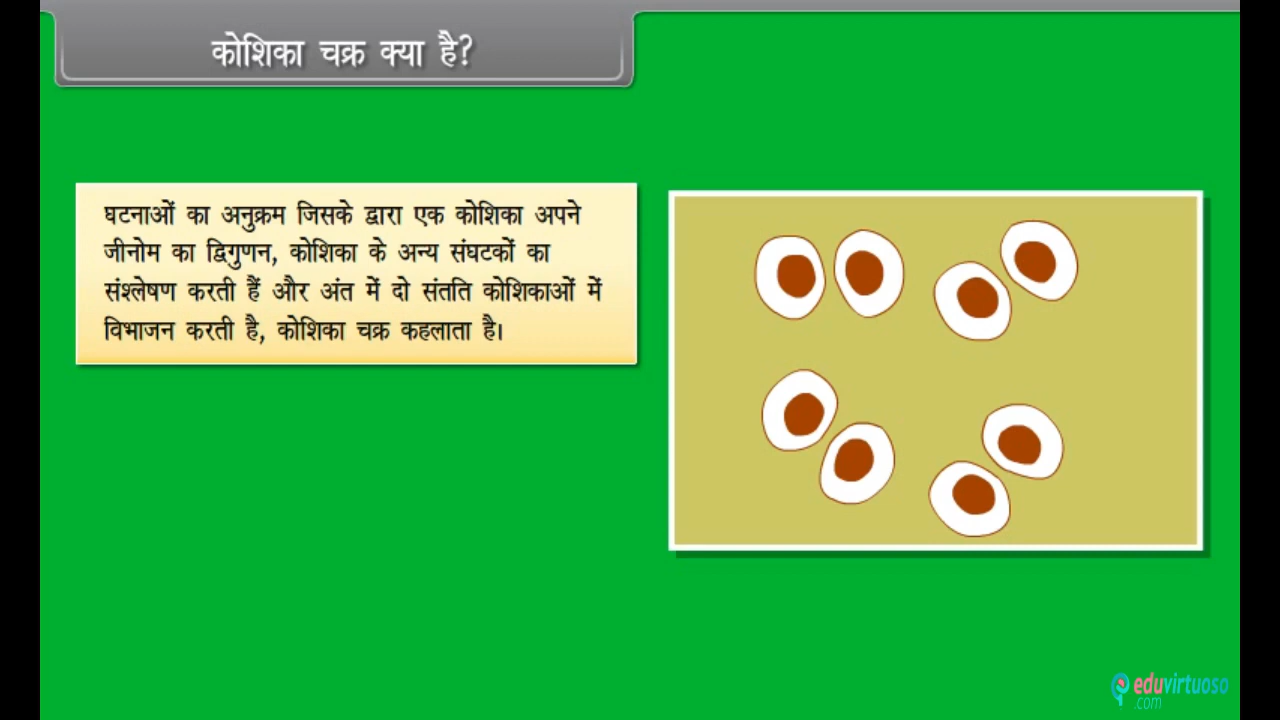 कोशिका चक्र क्या है?
घटनाओं का अनुक्रम जिसके द्वारा एक कोशिका अपने
जीनोम का द्विगुणन, कोशिका के अन्य संघटकों का
संश्लेषण करती हैं और अंत में दो संतति कोशिकाओं में
विभाजन करती है, कोशिका चक्र कहलाता है।
eduvirtuoso
.com